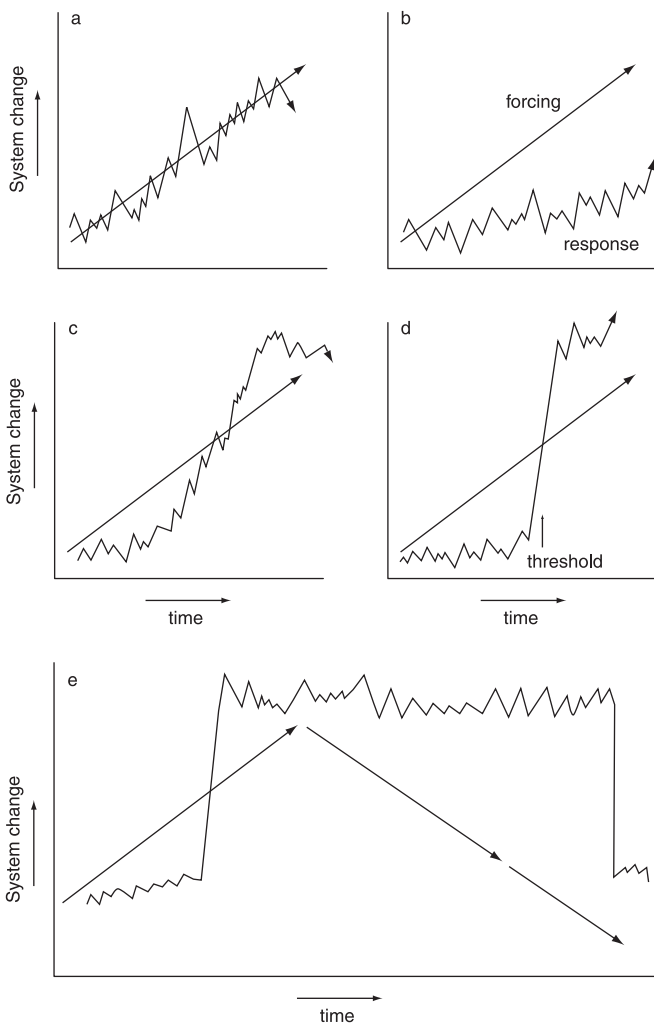 a
b
System change
forcing
response
c
d
System change
threshold
time
time
e
System change
time